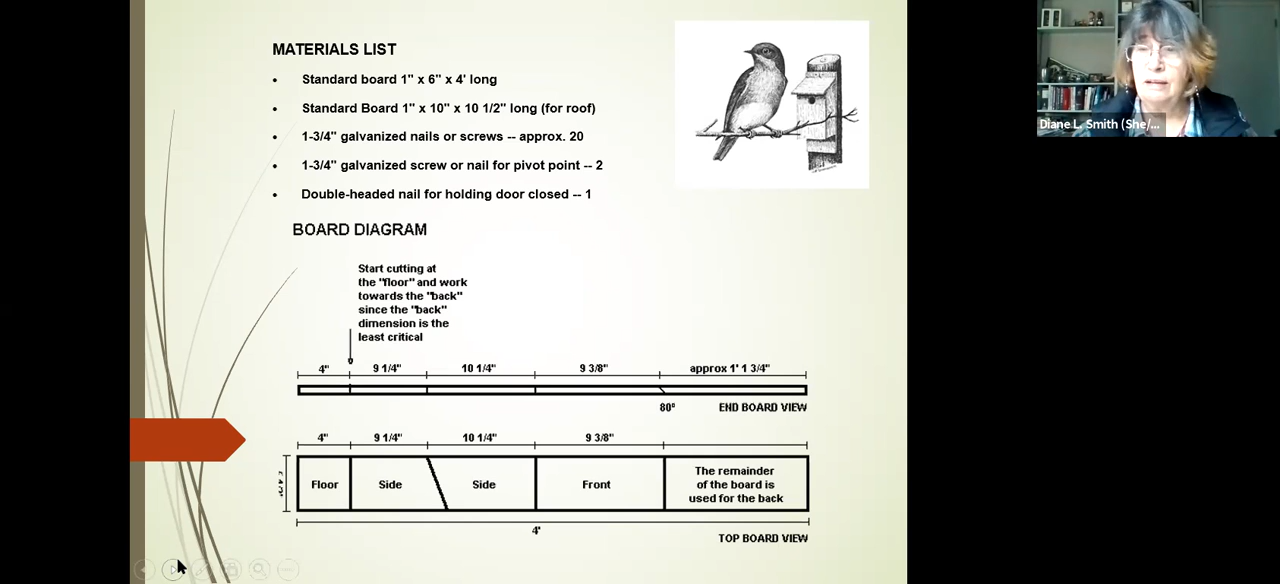 MATERIALS LIST
• Standard board 1" x 6" x 4' long
• Standard Board 1" x 10" x 10 1/2" long (for roof)
• 1-3/4" galvanized nails or screws -- approx. 20
• 1-3/4" galvanized screw or nail for pivot point -- 2
• Double-headed nail for holding door closed -- 1
Diane L. Smith (She/...
BOARD DIAGRAM
Start cutting at
the "floor" and work
towards the "back"
since the "back"
dimension is the
least critical
4" 9 1/4" 10 1/4" 9 3/8" approx 1' 1 3/4"
80° END BOARD VIEW
4" 9 1/4" 10 1/4" 9 3/8"
Floor Side Side Front
The remainder
of the board is
used for the back
4'
TOP BOARD VIEW